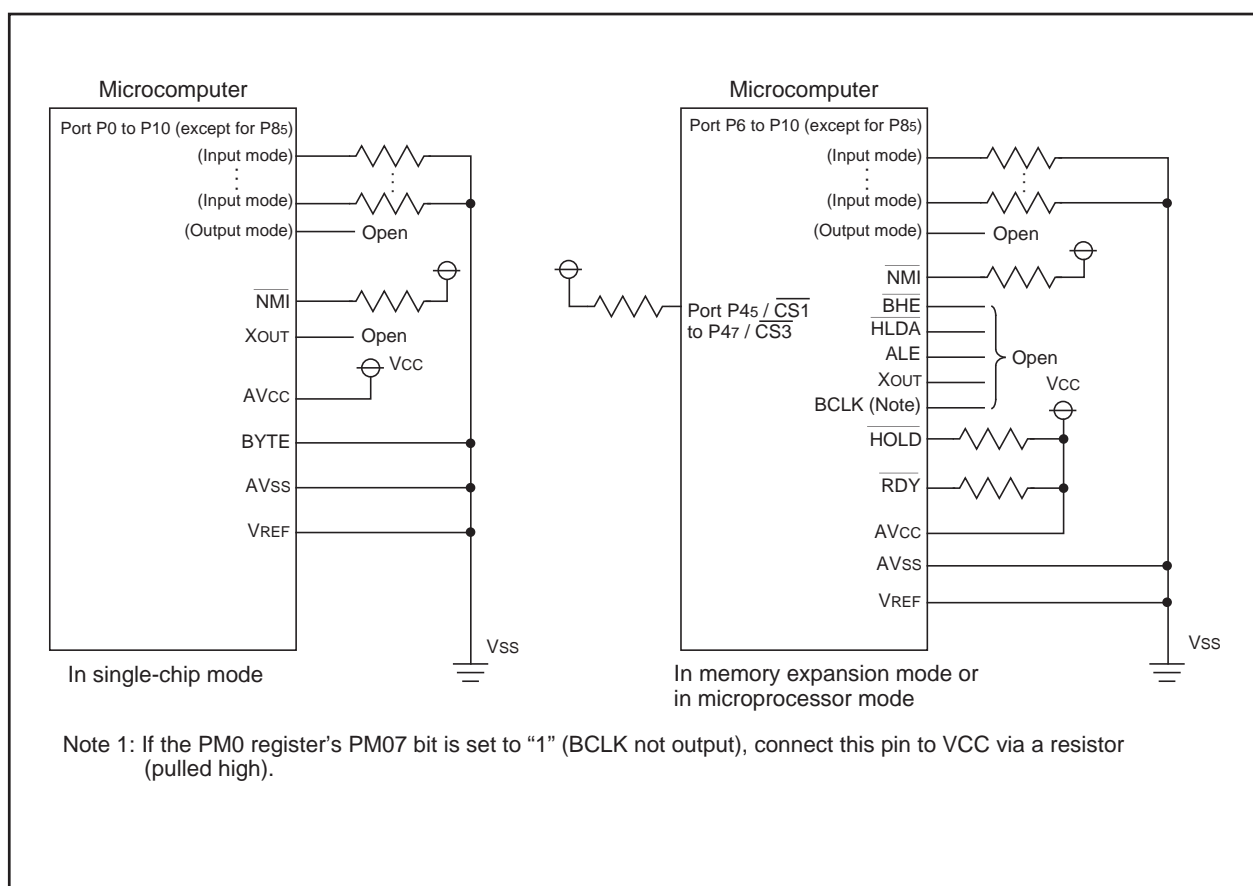 Microcomputer
Port P0 to P10 (except for P85)
(Input mode)
(Input mode)
(Output mode)
Open
NMI
XOUT
Open
VCC
AVCC
BYTE
AVSS
VREF
VSS
In single-chip mode
Microcomputer
Port P6 to P10 (except for P85)
(Input mode)
(Input mode)
(Output mode)
Open
NMI
Port P45 / CS1
to P47 / CS3
BHE
HLDA
ALE
XOUT
BCLK (Note)
Open
VCC
HOLD
RDY
AVCC
AVSS
VREF
VSS
In memory expansion mode or
in microprocessor mode
Note 1: If the PM0 register’s PM07 bit is set to “1” (BCLK not output), connect this pin to VCC via a resistor
(pulled high).